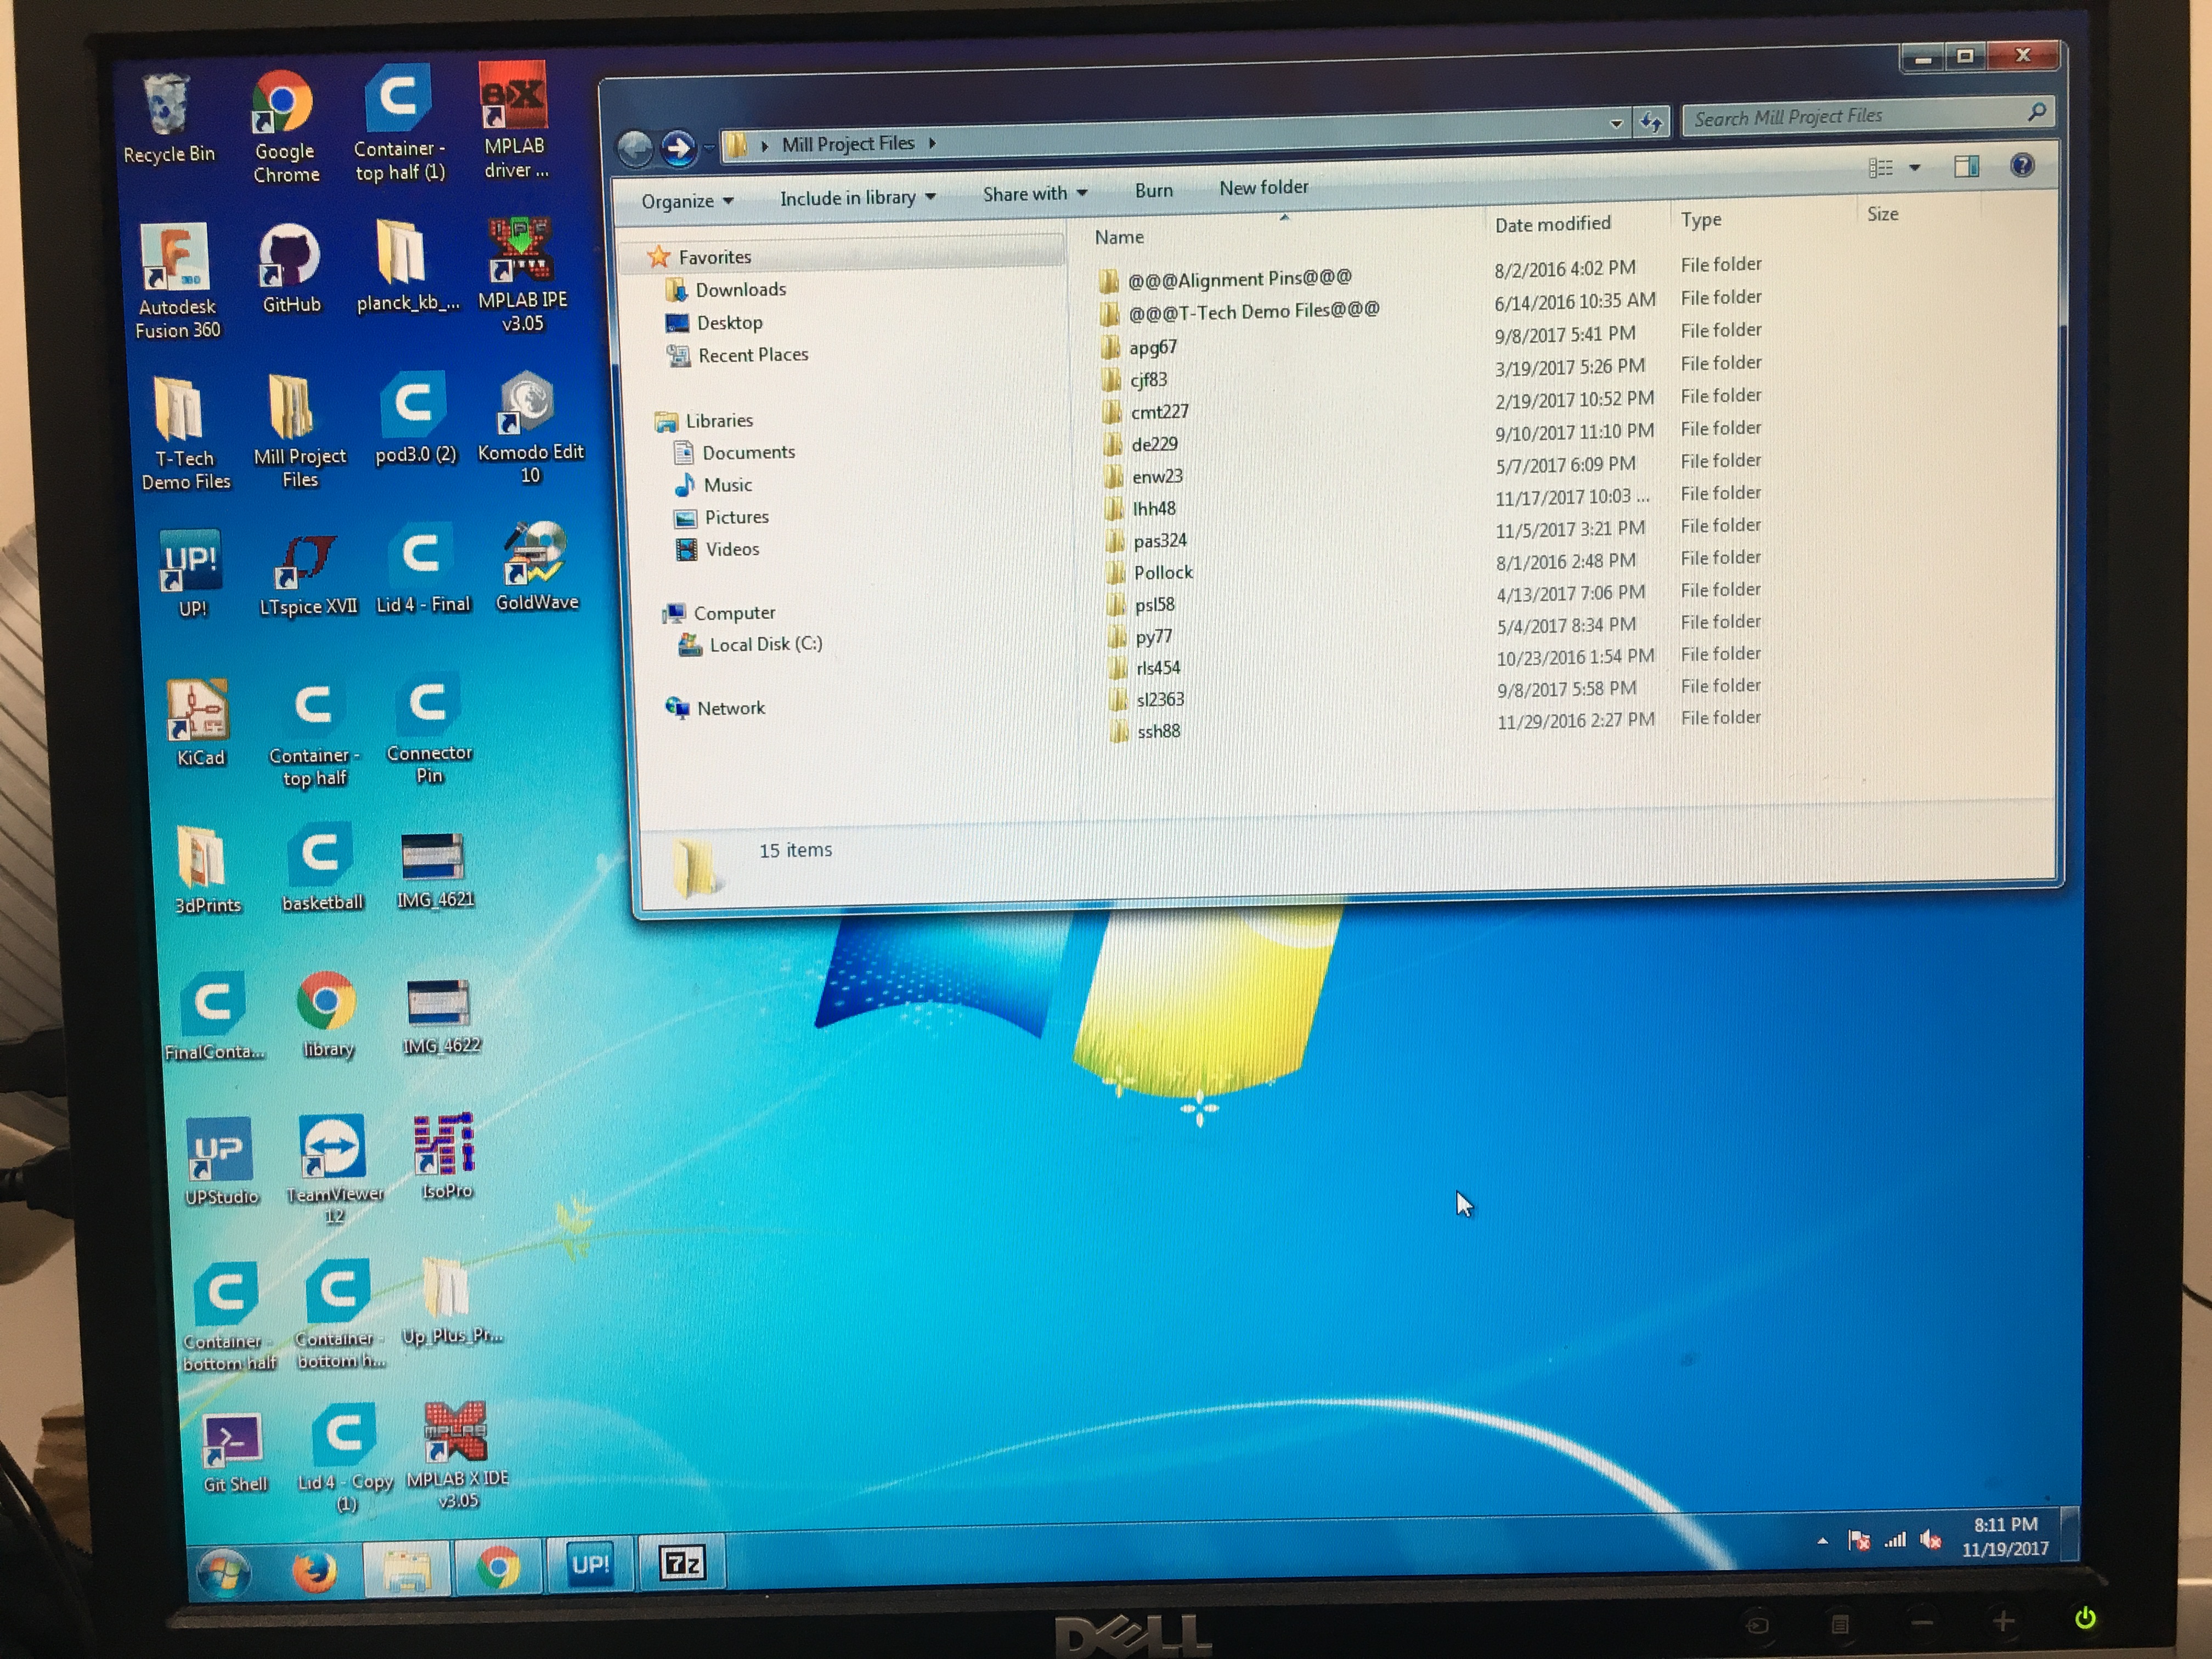 Recycle Bin
Google
Chrome
Container -
top half (1)
MPLAB
driver ...
Autodesk
Fusion 360
GitHub
planck_kb_...
MPLAB IPE
v3.05
T-Tech
Demo Files
Mill Project
Files
pod3.0 (2)
Komodo Edit
10
UP!
UP!
LTspice XVII
Lid 4 - Final
GoldWave
KiCad
Container -
top half
Connector
Pin
3dPrints
basketball
IMG_4621
FinalConta...
library
IMG_4622
UP
UPStudio
TeamViewer
12
IsoPro
Container -
bottom half
Container -
bottom h...
Up_Plus_Pr...
Git Shell
Lid 4 - Copy
(1)
MPLAB
MPLAB X IDE
v3.05
Mill Project Files
Search Mill Project Files
Organize
Include in library
Share with
Burn
New folder
Favorites
Downloads
Desktop
Recent Places
Libraries
Documents
Music
Pictures
Videos
Computer
Local Disk (C:)
Network
Name Date modified Type Size
@@@Alignment Pins@@@ 8/2/2016 4:02 PM File folder
@@@T-Tech Demo Files@@@ 6/14/2016 10:35 AM File folder
apg67 9/8/2017 5:41 PM File folder
cjf83 3/19/2017 5:26 PM File folder
cmt227 2/19/2017 10:52 PM File folder
de229 9/10/2017 11:10 PM File folder
enw23 5/7/2017 6:09 PM File folder
lhh48 11/17/2017 10:03 ... File folder
pas324 11/5/2017 3:21 PM File folder
Pollock 8/1/2016 2:48 PM File folder
psl58 4/13/2017 7:06 PM File folder
py77 5/4/2017 8:34 PM File folder
rls454 10/23/2016 1:54 PM File folder
sl2363 9/8/2017 5:58 PM File folder
ssh88 11/29/2016 2:27 PM File folder
15 items
UP!
7z
8:11 PM
11/19/2017
DELL